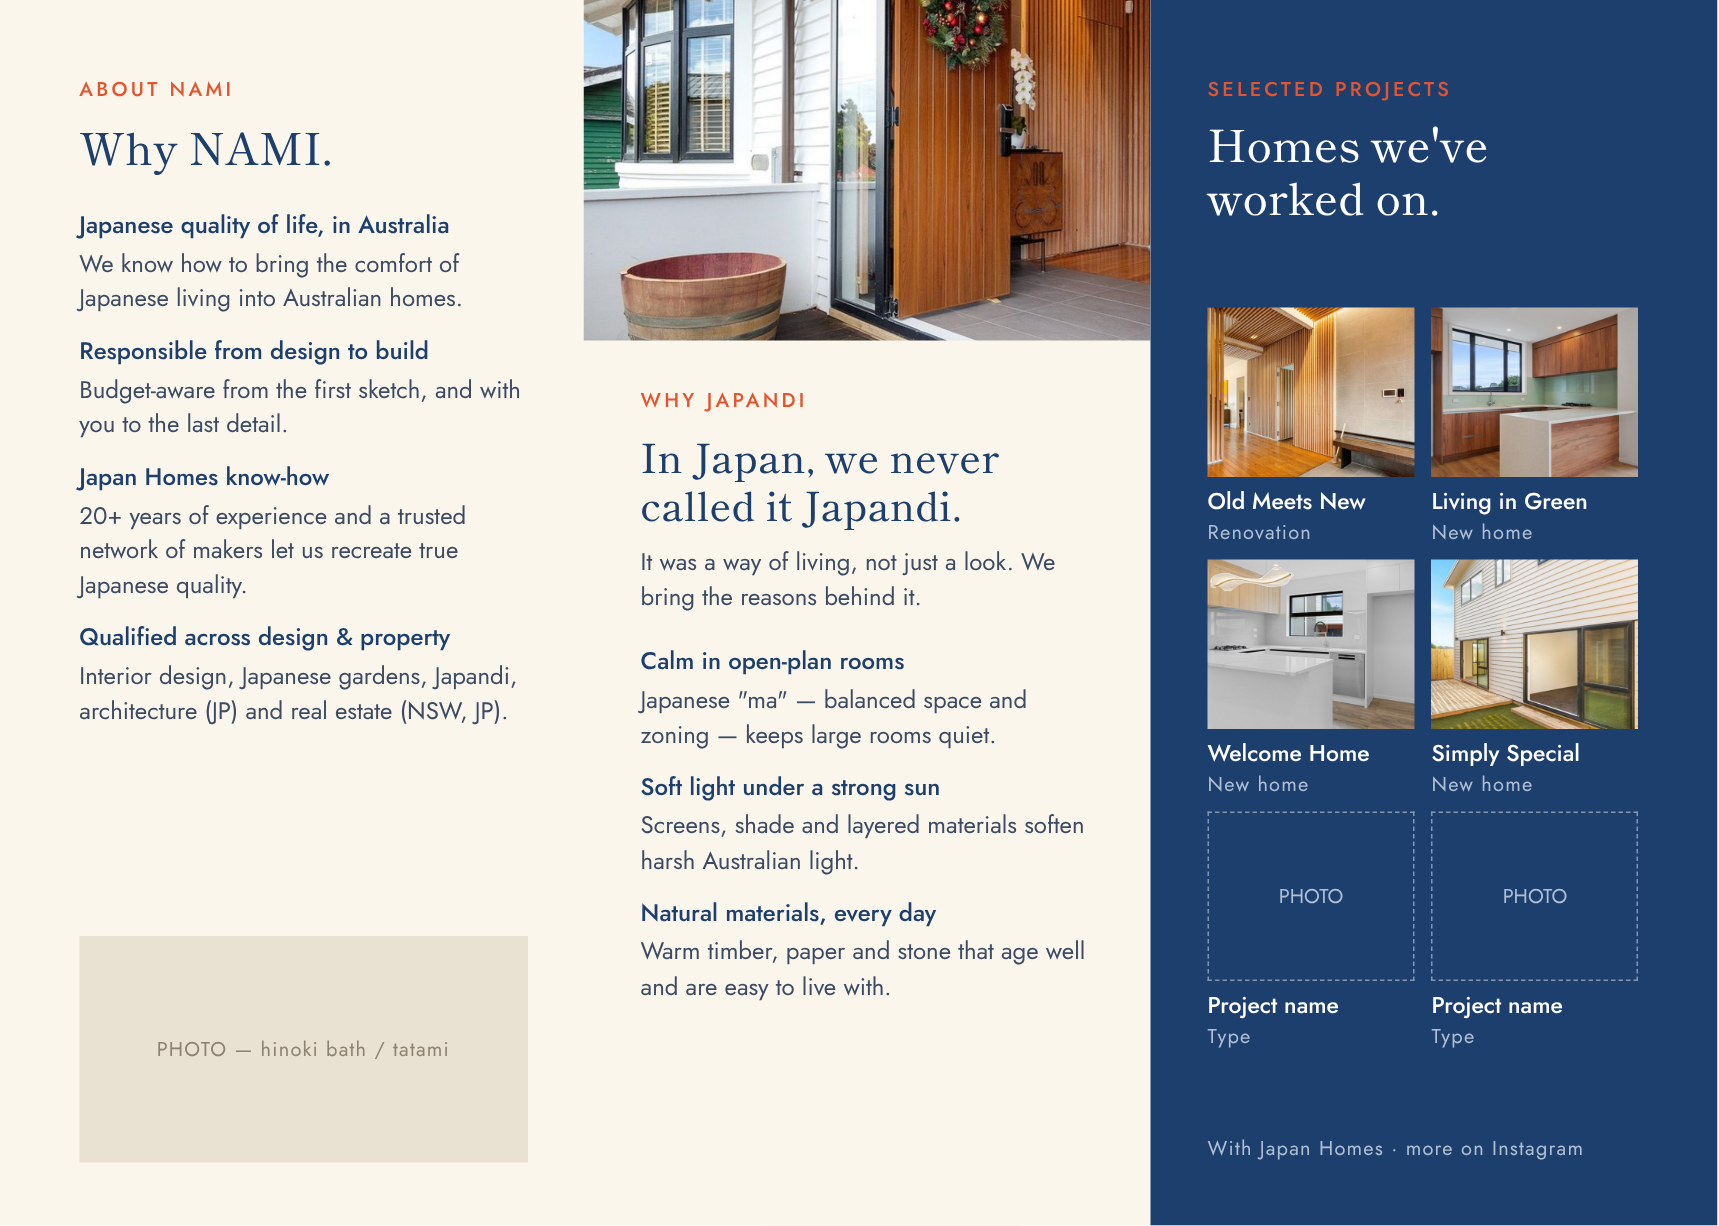 ABOUT NAMI
Why NAMI.
Japanese quality of life, in Australia
We know how to bring the comfort of
Japanese living into Australian homes.
Responsible from design to build
Budget-aware from the first sketch, and with
you to the last detail.
Japan Homes know-how
20+ years of experience and a trusted
network of makers let us recreate true
Japanese quality.
Qualified across design & property
Interior design, Japanese gardens, Japandi,
architecture (JP) and real estate (NSW, JP).
PHOTO — hinoki bath / tatami
WHY JAPANDI
In Japan, we never
called it Japandi.
It was a way of living, not just a look. We
bring the reasons behind it.
Calm in open-plan rooms
Japanese "ma" — balanced space and
zoning — keeps large rooms quiet.
Soft light under a strong sun
Screens, shade and layered materials soften
harsh Australian light.
Natural materials, every day
Warm timber, paper and stone that age well
and are easy to live with.
SELECTED PROJECTS
Homes we've
worked on.
Old Meets New
Renovation
Living in Green
New home
Welcome Home
New home
Simply Special
New home
PHOTO
Project name
Type
PHOTO
Project name
Type
With Japan Homes · more on Instagram